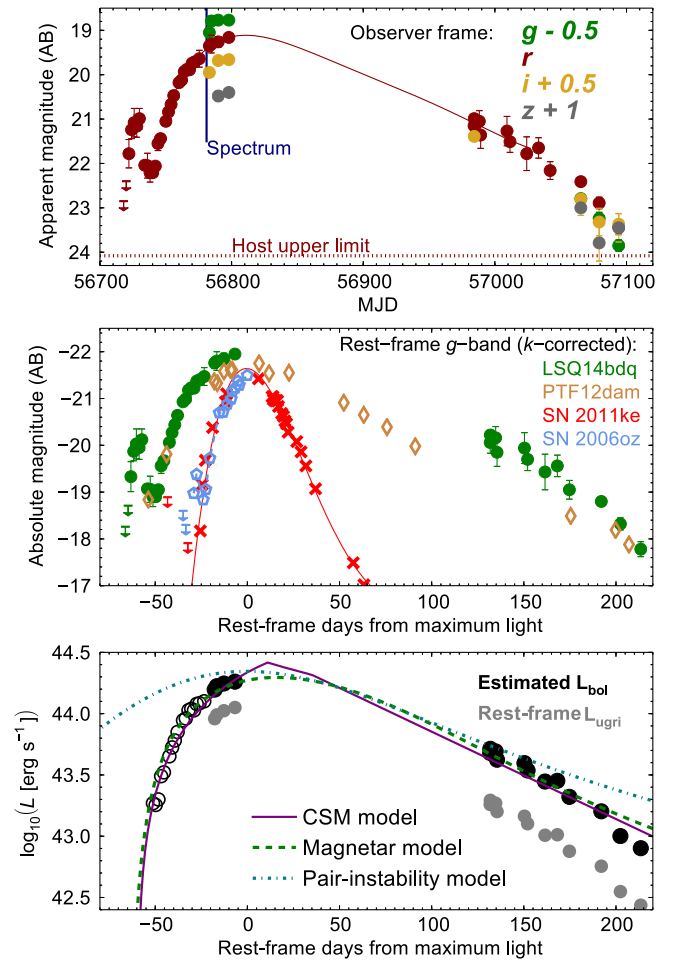 Observer frame:
g - 0.5
r
i + 0.5
z + 1
Spectrum
Host upper limit
Apparent magnitude (AB)
19
20
21
22
23
24
56700
56800
56900
57000
57100
MJD
Rest-frame g-band (k-corrected):
LSQ14bdq
PTF12dam
SN 2011ke
SN 2006oz
Absolute magnitude (AB)
-22
-21
-20
-19
-18
-17
-50
0
50
100
150
200
Rest-frame days from maximum light
Estimated Lbol
Rest-frame Lugri
CSM model
Magnetar model
Pair-instability model
log10(L [erg s-1])
44.5
44.0
43.5
43.0
42.5
-50
0
50
100
150
200
Rest-frame days from maximum light